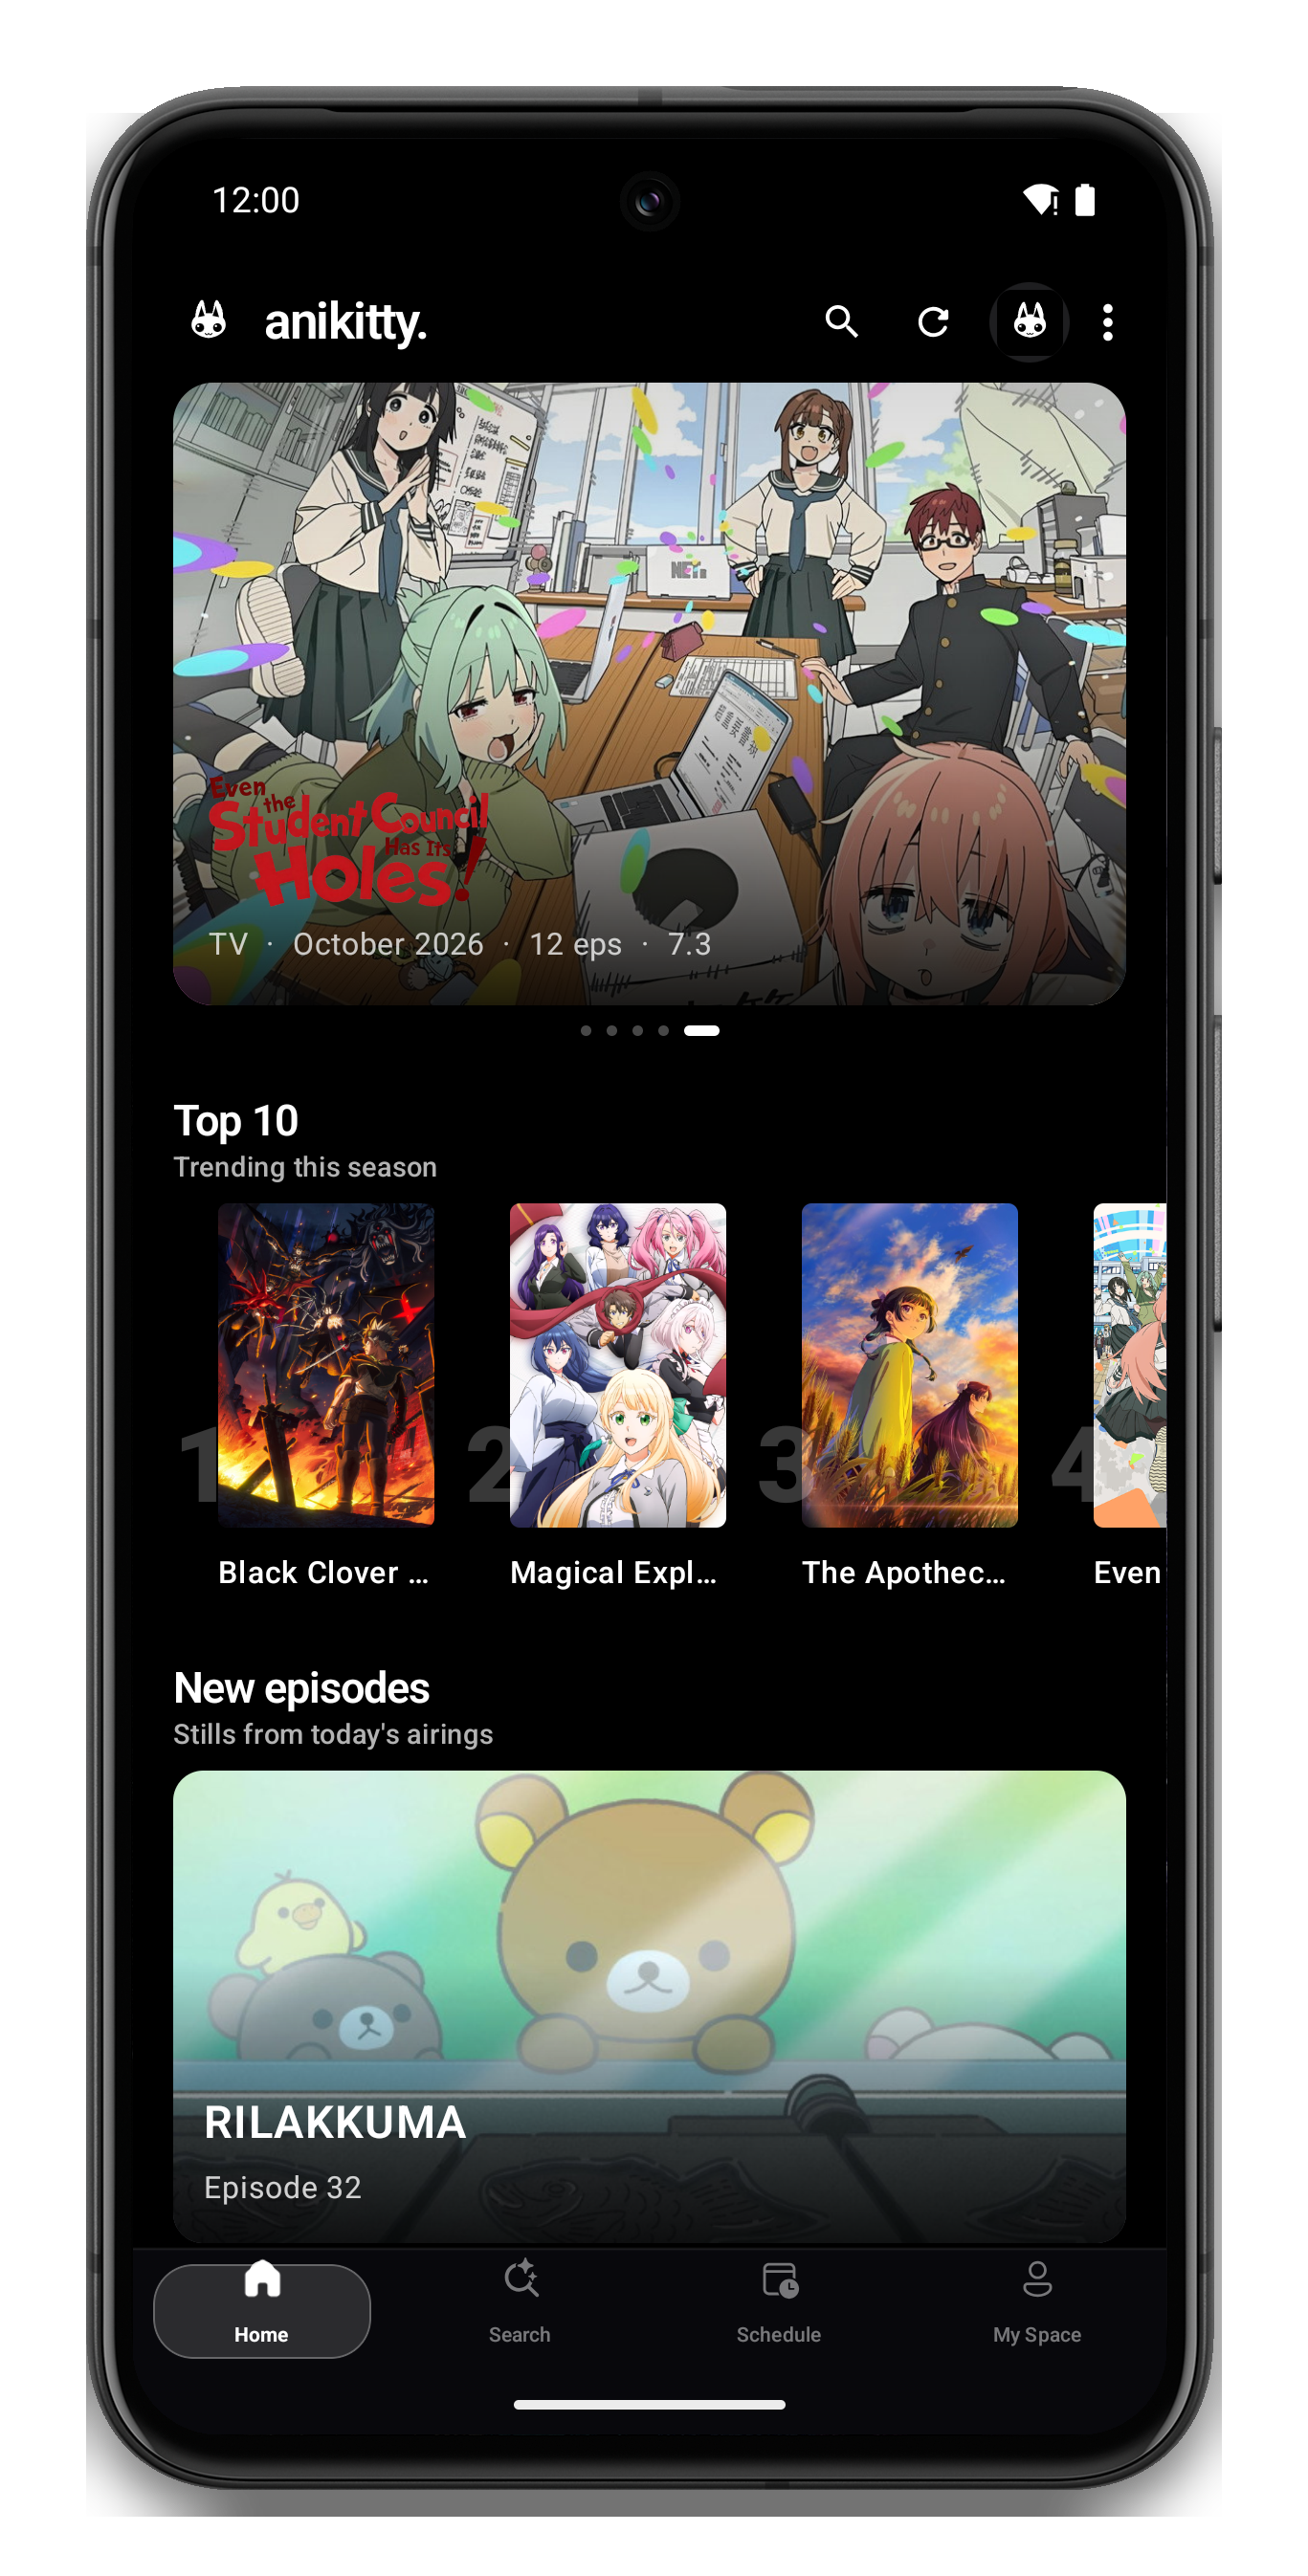 12:00
anikitty.
NET
Even
the
Student Council
Has Its
Holes!
TV · October 2026 · 12 eps · 7.3
Top 10
Trending this season
1
2
3
4
Black Clover ...
Magical Expl...
The Apothec...
Even
New episodes
Stills from today's airings
RILAKKUMA
Episode 32
Home
Search
Schedule
My Space